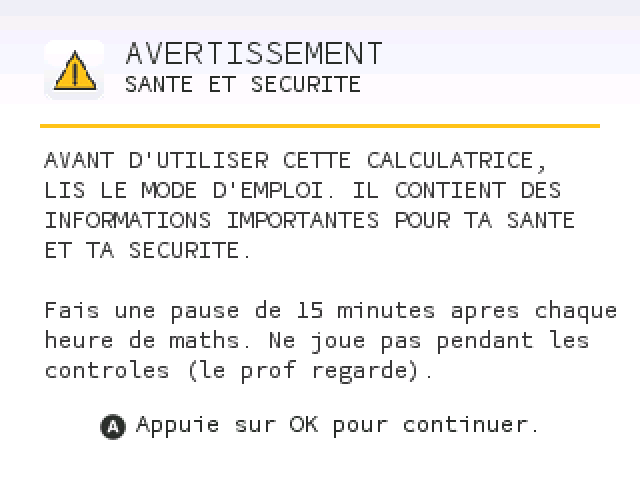 AVERTISSEMENT
SANTE ET SECURITE
AVANT D'UTILISER CETTE CALCULATRICE,
LIS LE MODE D'EMPLOI. IL CONTIENT DES
INFORMATIONS IMPORTANTES POUR TA SANTE
ET TA SECURITE.
Fais une pause de 15 minutes apres chaque
heure de maths. Ne joue pas pendant les
controles (le prof regarde).
A Appuie sur OK pour continuer.